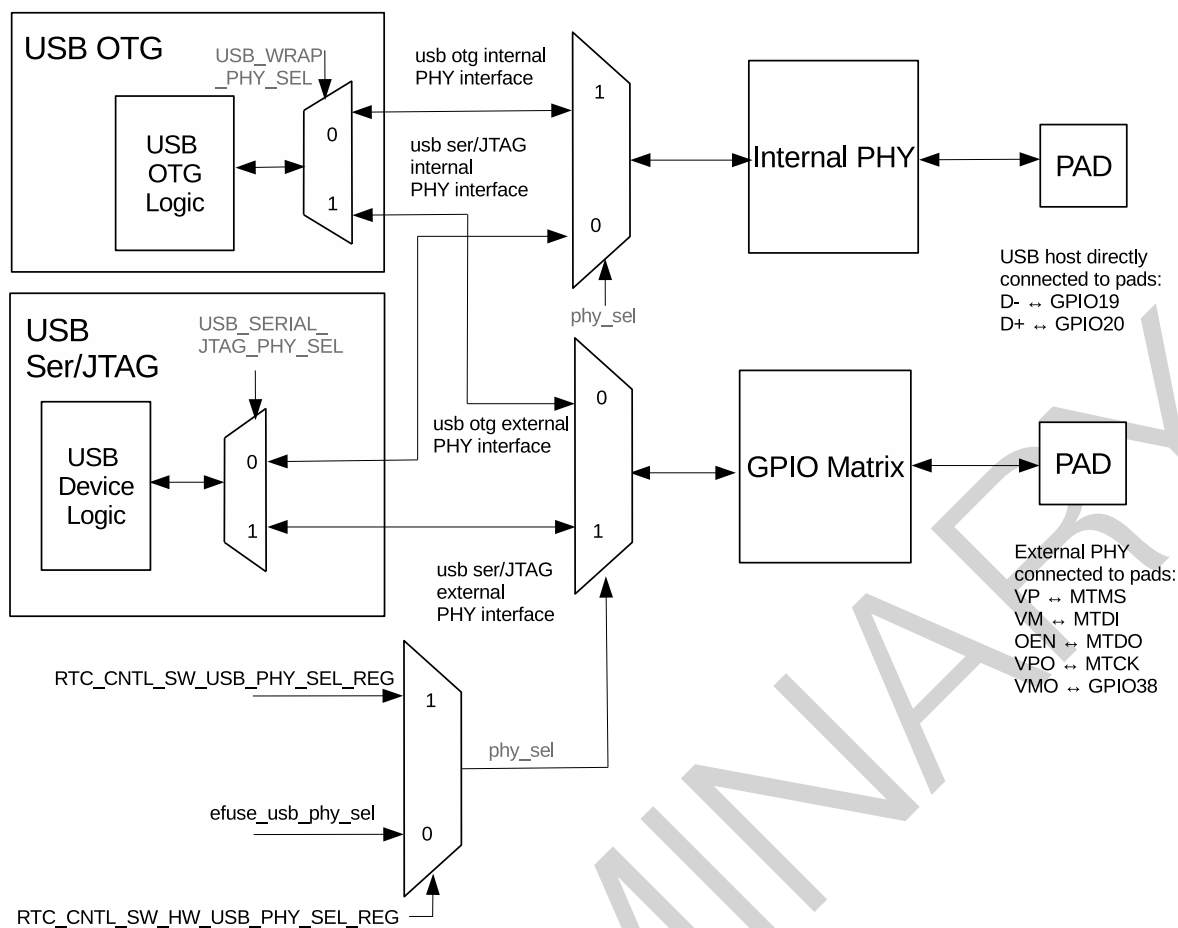 USB OTG
USB_WRAP
_PHY_SEL
USB
OTG
Logic
0
1
usb otg internal
PHY interface
usb ser/JTAG
internal
PHY interface
1
0
phy_sel
Internal PHY
PAD
USB host directly
connected to pads:
D- ↔ GPIO19
D+ ↔ GPIO20
USB
Ser/JTAG
USB_SERIAL_
JTAG_PHY_SEL
USB
Device
Logic
0
1
usb otg external
PHY interface
usb ser/JTAG
external
PHY interface
0
1
GPIO Matrix
PAD
External PHY
connected to pads:
VP ↔ MTMS
VM ↔ MTDI
OEN ↔ MTDO
VPO ↔ MTCK
VMO ↔ GPIO38
RTC_CNTL_SW_USB_PHY_SEL_REG
1
phy_sel
efuse_usb_phy_sel
0
RTC_CNTL_SW_HW_USB_PHY_SEL_REG
MINARY